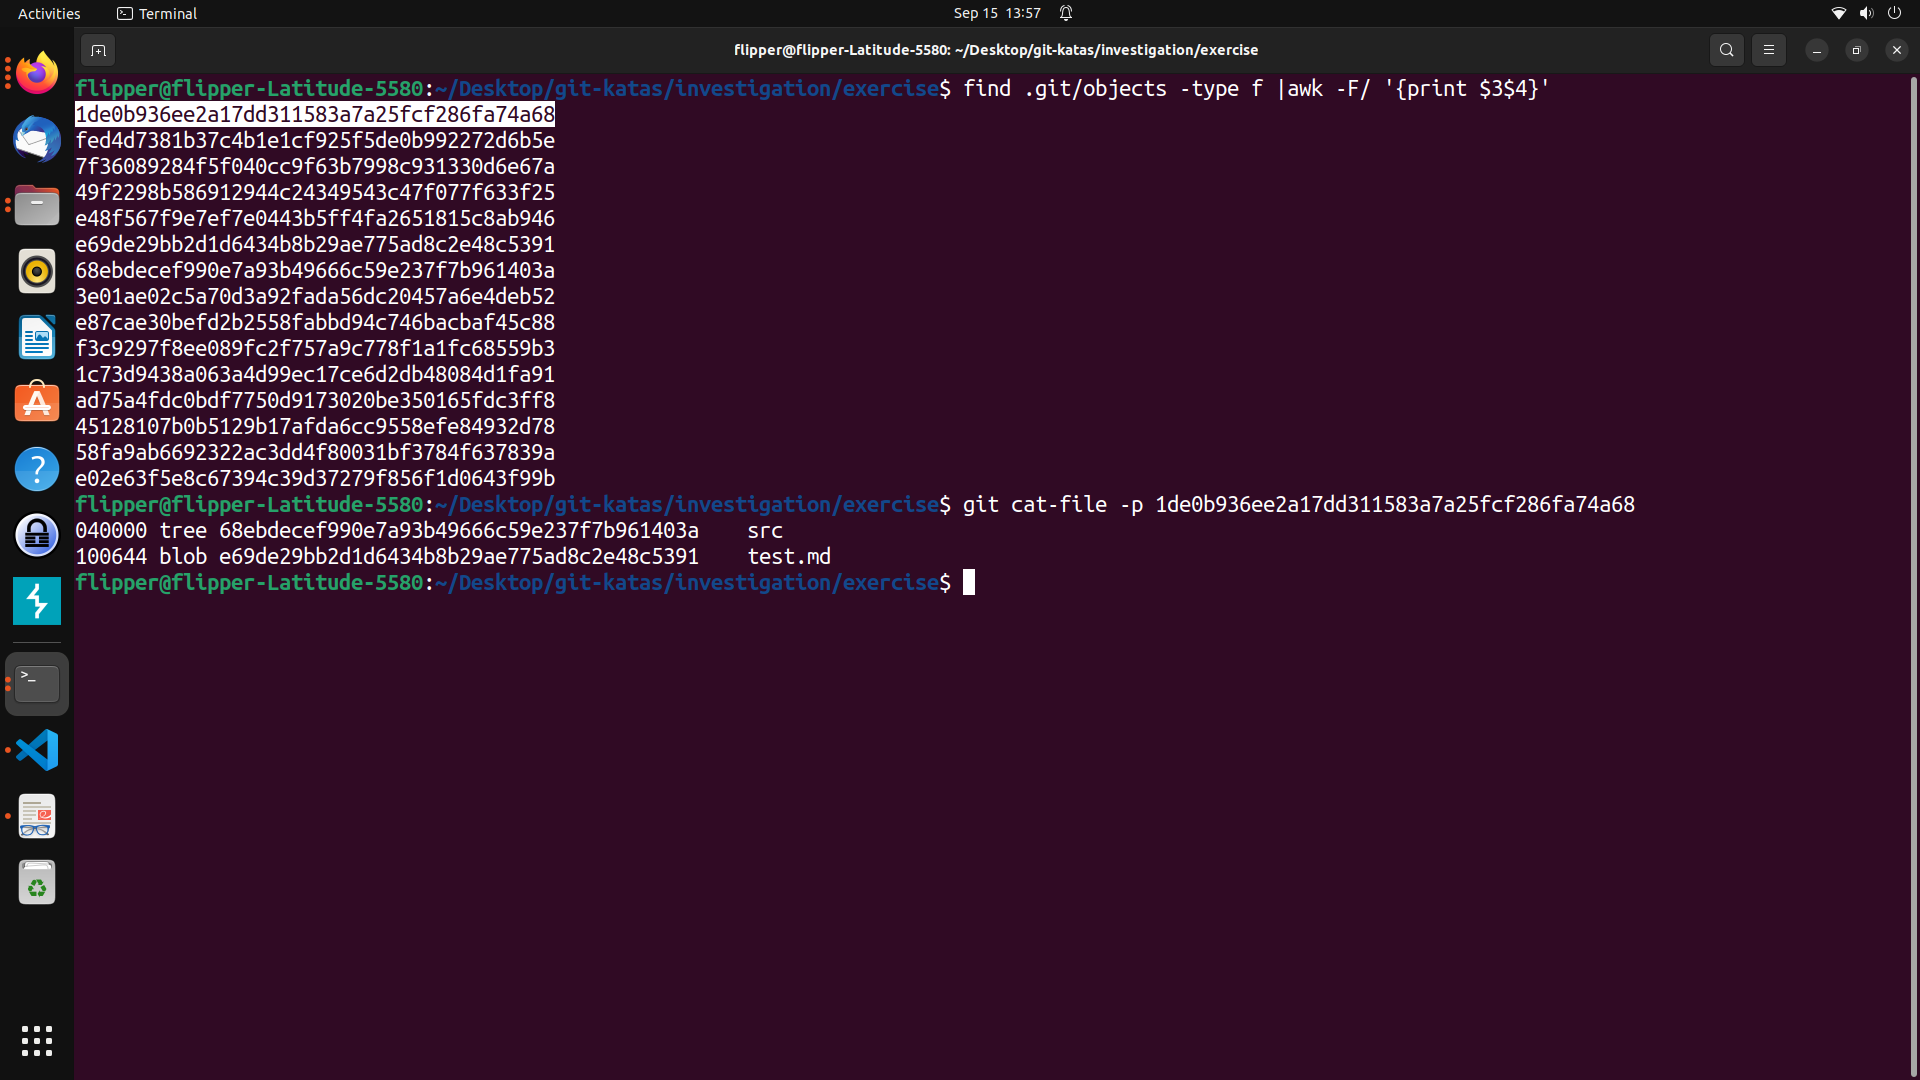 Activities
Terminal
Sep 15 13:57
flipper@flipper-Latitude-5580: ~/Desktop/git-katas/investigation/exercise
flipper@flipper-Latitude-5580:~/Desktop/git-katas/investigation/exercise$ find .git/objects -type f |awk -F/ '{print $3$4}'
1de0b936ee2a17dd311583a7a25fcf286fa74a68
fed4d7381b37c4b1e1cf925f5de0b992272d6b5e
7f36089284f5f040cc9f63b7998c931330d6e67a
49f2298b586912944c24349543c47f077f633f25
e48f567f9e7ef7e0443b5ff4fa2651815c8ab946
e69de29bb2d1d6434b8b29ae775ad8c2e48c5391
68ebdecef990e7a93b49666c59e237f7b961403a
3e01ae02c5a70d3a92fada56dc20457a6e4deb52
e87cae30befd2b2558fabbd94c746bacbaf45c88
f3c9297f8ee089fc2f757a9c778f1a1fc68559b3
1c73d9438a063a4d99ec17ce6d2db48084d1fa91
ad75a4fdc0bdf7750d9173020be350165fdc3ff8
45128107b0b5129b17afda6cc9558efe84932d78
58fa9ab6692322ac3dd4f80031bf3784f637839a
e02e63f5e8c67394c39d37279f856f1d0643f99b
flipper@flipper-Latitude-5580:~/Desktop/git-katas/investigation/exercise$ git cat-file -p 1de0b936ee2a17dd311583a7a25fcf286fa74a68
040000 tree 68ebdecef990e7a93b49666c59e237f7b961403a    src
100644 blob e69de29bb2d1d6434b8b29ae775ad8c2e48c5391    test.md
flipper@flipper-Latitude-5580:~/Desktop/git-katas/investigation/exercise$